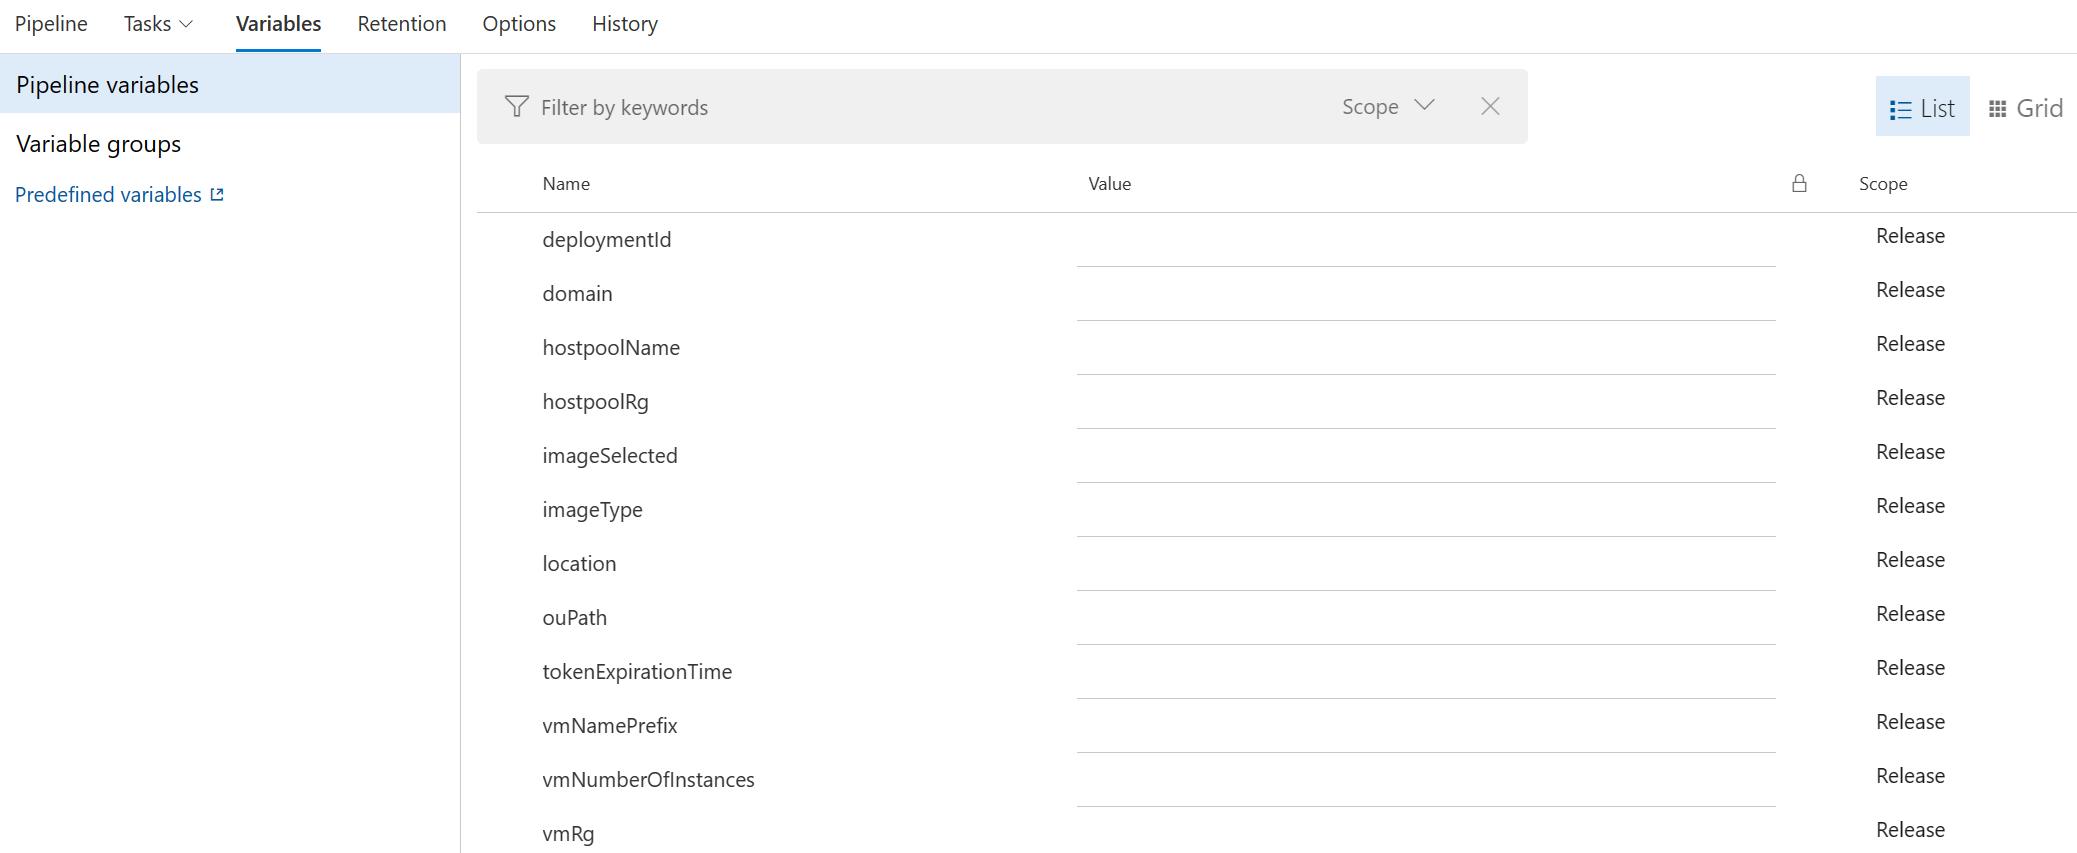 Pipeline Tasks Variables Retention Options History
Pipeline variables
Variable groups
Predefined variables
Filter by keywords Scope List Grid
Name Value Scope
deploymentId Release
domain Release
hostpoolName Release
hostpoolRg Release
imageSelected Release
imageType Release
location Release
ouPath Release
tokenExpirationTime Release
vmNamePrefix Release
vmNumberOfInstances Release
vmRg Release